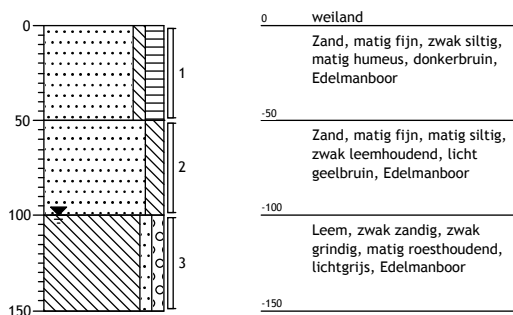 0
50
100
150
1
2
3
0 weiland
Zand, matig fijn, zwak siltig,
matig humeus, donkerbruin,
Edelmanboor
-50
Zand, matig fijn, matig siltig,
zwak leemhoudend, licht
geelbruin, Edelmanboor
-100
Leem, zwak zandig, zwak
grindig, matig roesthoudend,
lichtgrijs, Edelmanboor
-150